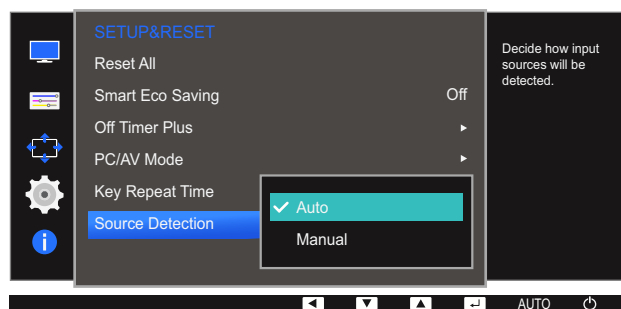 SETUP&RESET
Reset All
Smart Eco Saving Off
Off Timer Plus
PC/AV Mode
Key Repeat Time
Source Detection
Auto
Manual
Decide how input
sources will be
detected.
AUTO